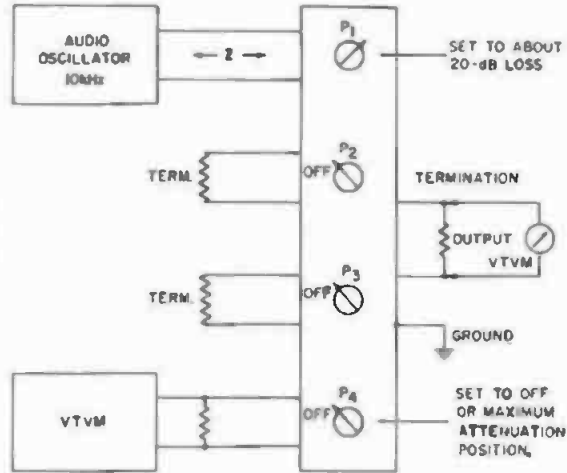 AUDIO
OSCILLATOR
10kHz
Z
P1
SET TO ABOUT
20-dB LOSS
TERM.
OFF
P2
TERMINATION
OUTPUT
VTVM
TERM.
OFF
P3
GROUND
VTVM
OFF
P4
SET TO OFF
OR MAXIMUM
ATTENUATION
POSITION.